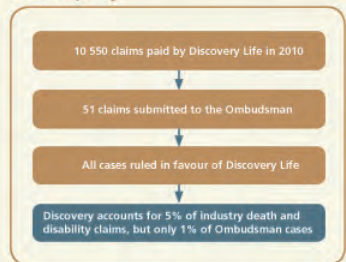 10 550 claims paid by Discovery Life in 2010
51 claims submitted to the Ombudsman
All cases ruled in favour of Discovery Life
Discovery accounts for 5% of industry death and
disability claims, but only 1% of Ombudsman cases